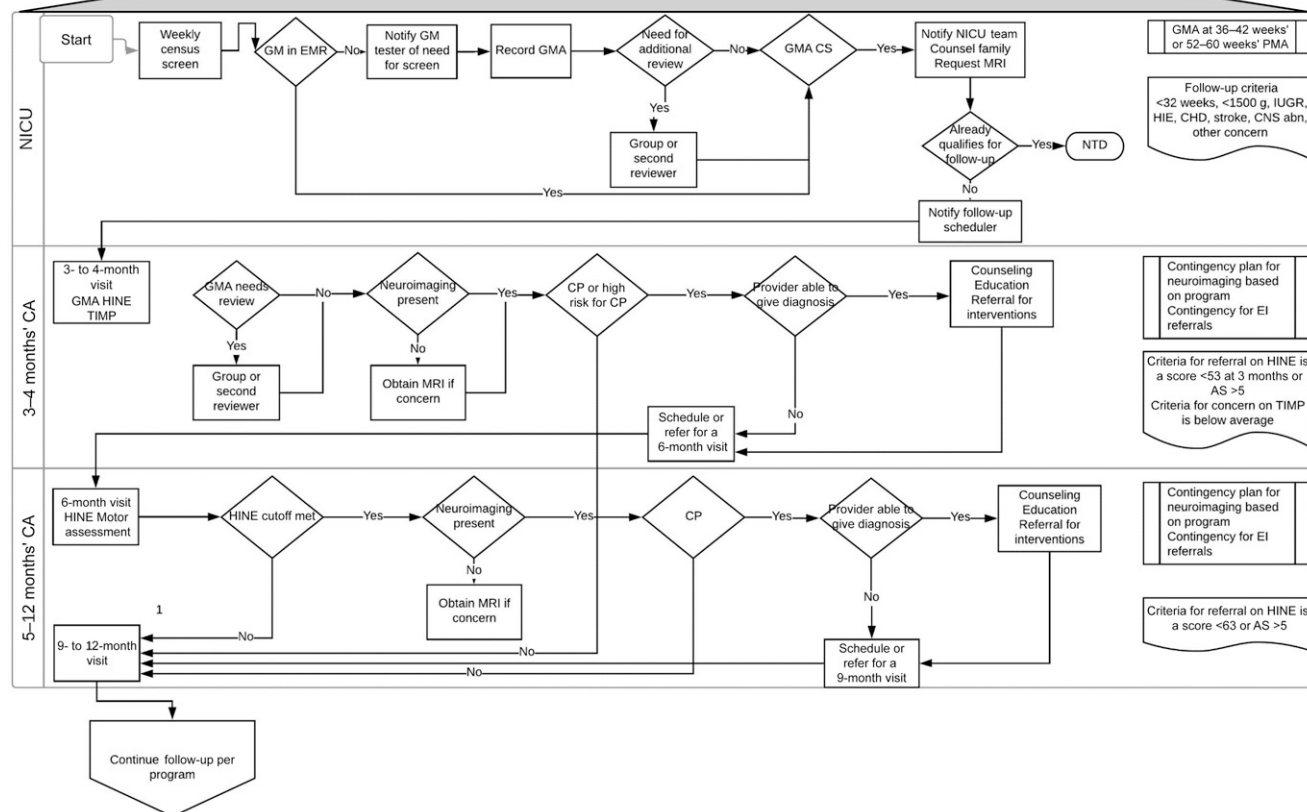 Start
Weekly
census
screen
GM in EMR
No
Notify GM
tester of need
for screen
Record GMA
Need for
additional
review
No
GMA CS
Yes
Notify NICU team
Counsel family
Request MRI
GMA at 36–42 weeks'
or 52–60 weeks' PMA
NICU
Yes
Group or
second
reviewer
Yes
Already
qualifies for
follow-up
Yes
NTD
No
Notify follow-up
scheduler
Follow-up criteria
<32 weeks, <1500 g, IUGR,
HIE, CHD, stroke, CNS abn,
other concern
3–4 months' CA
3- to 4-month
visit
GMA HINE
TIMP
GMA needs
review
No
Yes
Group or
second
reviewer
Neuroimaging
present
Yes
No
Obtain MRI if
concern
CP or high
risk for CP
Yes
Provider able to
give diagnosis
Yes
No
Counseling
Education
Referral for
interventions
Schedule or
refer for a
6-month visit
Contingency plan for
neuroimaging based
on program
Contingency for EI
referrals
Criteria for referral on HINE is
a score <53 at 3 months or
AS >5
Criteria for concern on TIMP
is below average
5–12 months' CA
6-month visit
HINE Motor
assessment
HINE cutoff met
Yes
Neuroimaging
present
Yes
No
Obtain MRI if
concern
CP
Yes
Provider able to
give diagnosis
Yes
No
Counseling
Education
Referral for
interventions
Schedule or
refer for a
9-month visit
1
No
No
No
9- to 12-month
visit
Contingency plan for
neuroimaging based
on program
Contingency for EI
referrals
Criteria for referral on HINE is
a score <63 or AS >5
Continue follow-up per
program